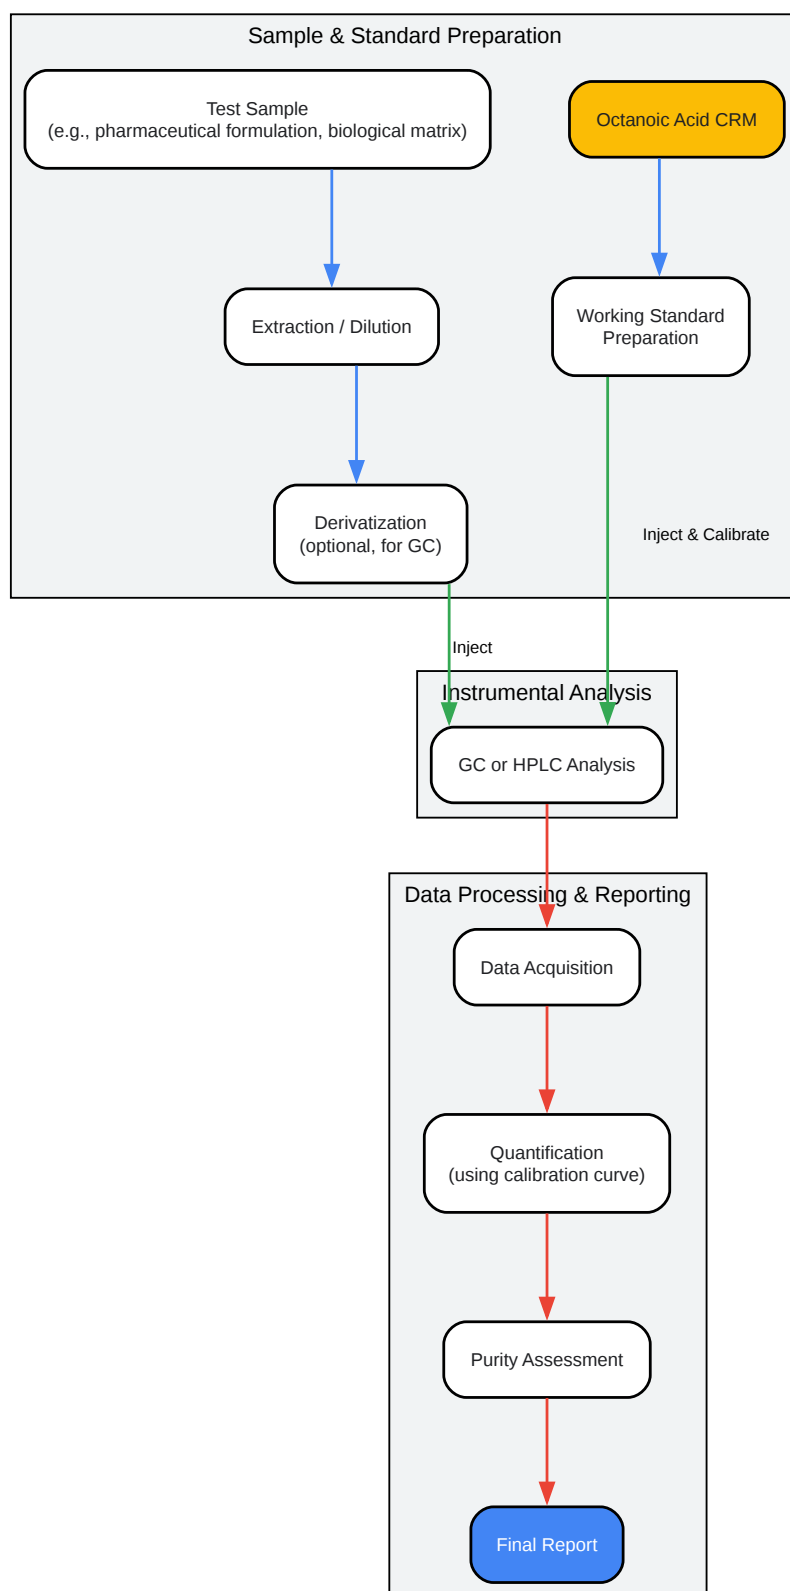 Sample & Standard Preparation
Test Sample
(e.g., pharmaceutical formulation, biological matrix)
Octanoic Acid CRM
Extraction / Dilution
Working Standard
Preparation
Derivatization
(optional, for GC)
Inject & Calibrate
Inject
Instrumental Analysis
GC or HPLC Analysis
Data Processing & Reporting
Data Acquisition
Quantification
(using calibration curve)
Purity Assessment
Final Report